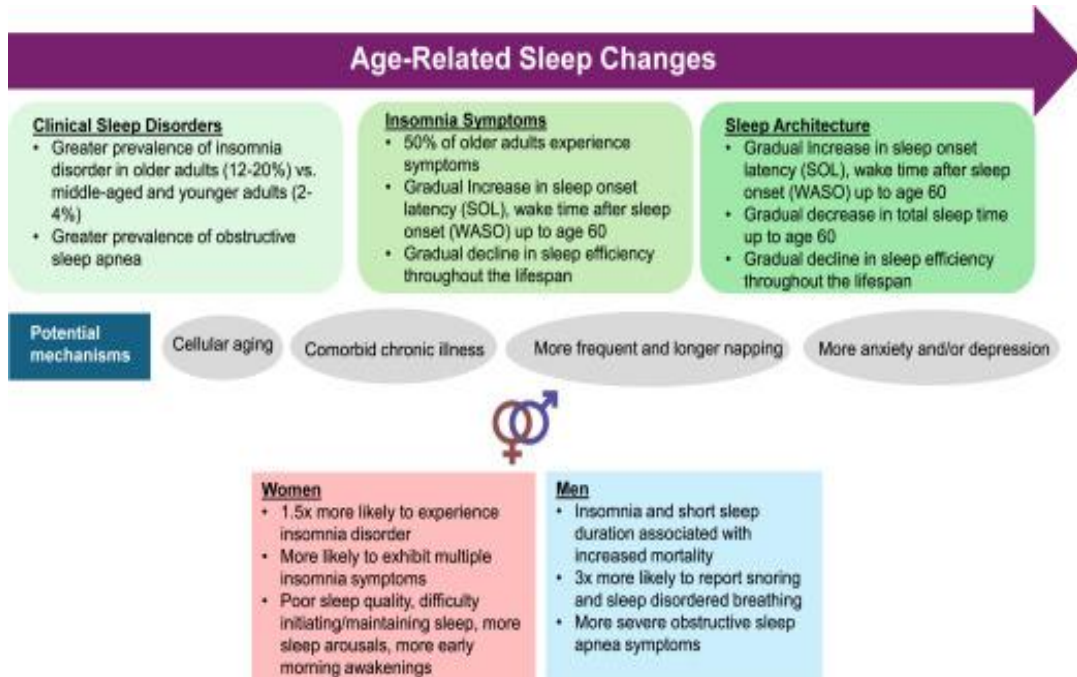 Age-Related Sleep Changes
Clinical Sleep Disorders
• Greater prevalence of insomnia
disorder in older adults (12-20%) vs.
middle-aged and younger adults (2-
4%)
• Greater prevalence of obstructive
sleep apnea
Insomnia Symptoms
• 50% of older adults experience
symptoms
• Gradual Increase in sleep onset
latency (SOL), wake time after sleep
onset (WASO) up to age 60
• Gradual decline in sleep efficiency
throughout the lifespan
Sleep Architecture
• Gradual Increase in sleep onset
latency (SOL), wake time after sleep
onset (WASO) up to age 60
• Gradual decrease in total sleep time
up to age 60
• Gradual decline in sleep efficiency
throughout the lifespan
Potential
mechanisms
Cellular aging
Comorbid chronic illness
More frequent and longer napping
More anxiety and/or depression
Women
• 1.5x more likely to experience
insomnia disorder
• More likely to exhibit multiple
insomnia symptoms
• Poor sleep quality, difficulty
initiating/maintaining sleep, more
sleep arousals, more early
morning awakenings
Men
• Insomnia and short sleep
duration associated with
increased mortality
• 3x more likely to report snoring
and sleep disordered breathing
• More severe obstructive sleep
apnea symptoms